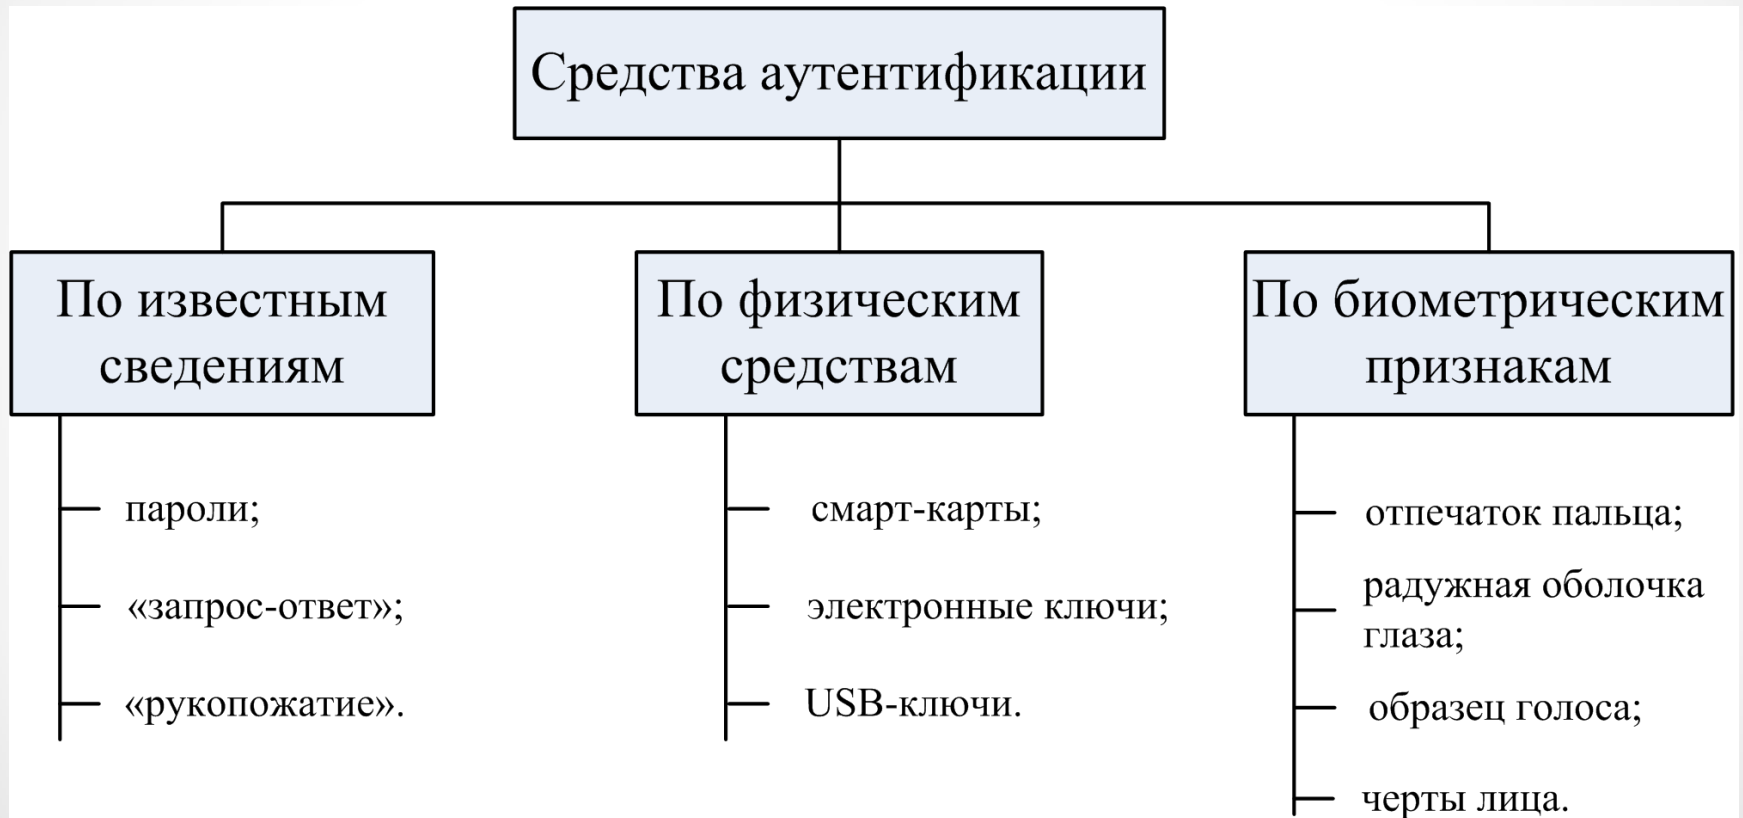 Средства аутентификации
По известным
сведениям
пароли;
«запрос-ответ»;
«рукопожатие».
По физическим
средствам
смарт-карты;
электронные ключи;
USB-ключи.
По биометрическим
признакам
отпечаток пальца;
радужная оболочка
глаза;
образец голоса;
черты лица.